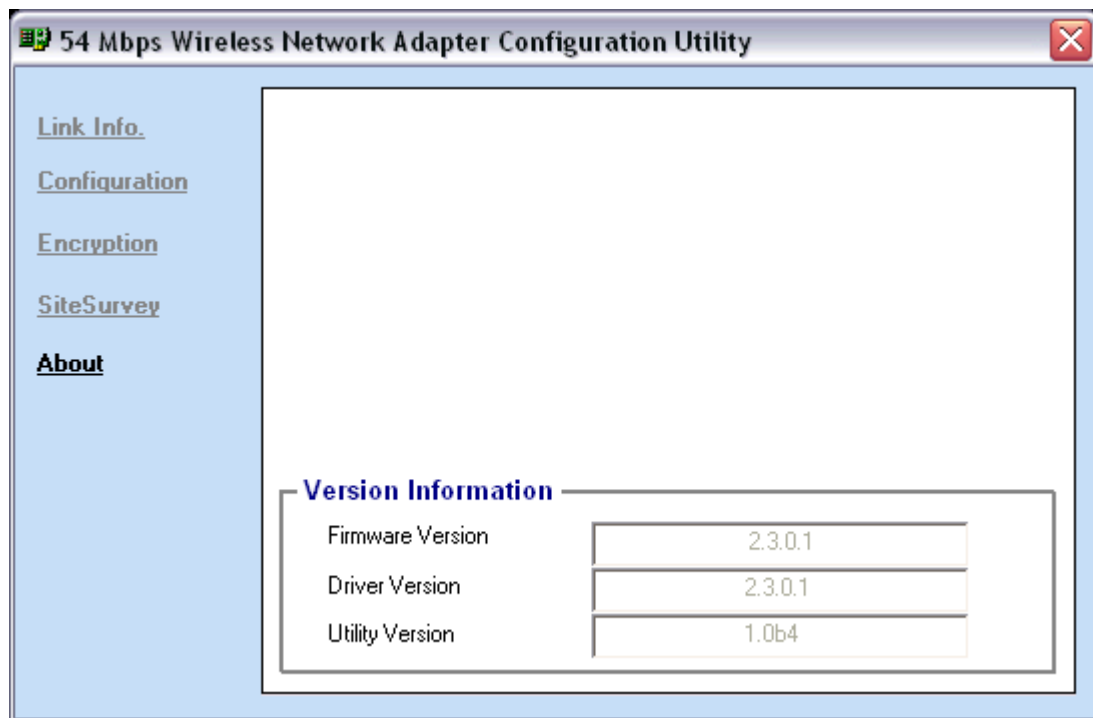 54 Mbps Wireless Network Adapter Configuration Utility
Link Info.
Configuration
Encryption
SiteSurvey
About
Version Information
Firmware Version 2.3.0.1
Driver Version 2.3.0.1
Utility Version 1.0b4